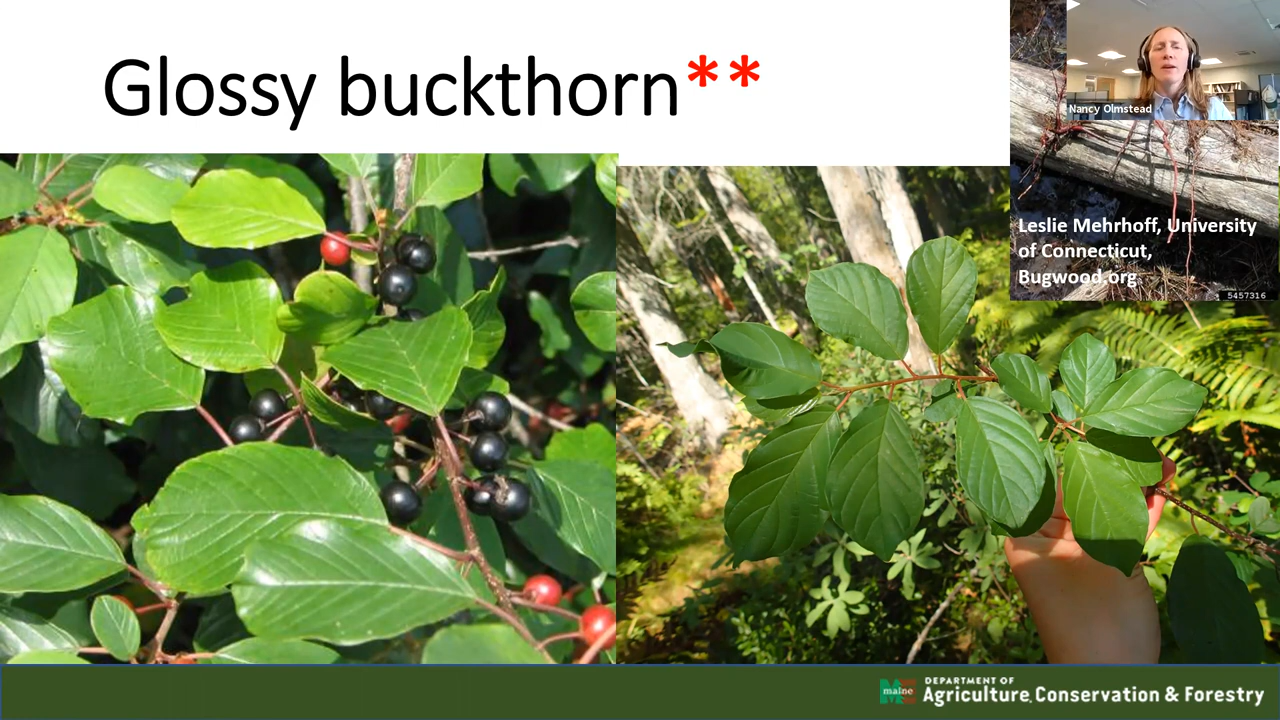 Glossy buckthorn**
Nancy Olmstead
Leslie Mehrhoff, University
of Connecticut,
Bugwood.org
5457316
maine
DEPARTMENT OF
Agriculture, Conservation & Forestry